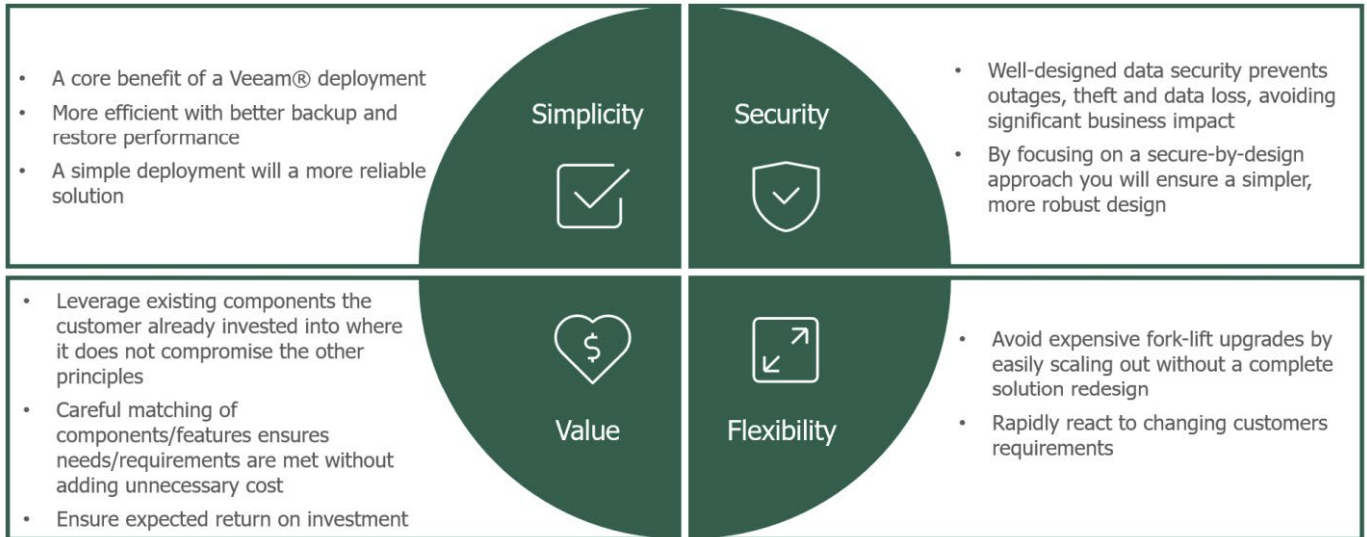 • A core benefit of a Veeam® deployment
• More efficient with better backup and
restore performance
• A simple deployment will a more reliable
solution
Simplicity
Security
• Well-designed data security prevents
outages, theft and data loss, avoiding
significant business impact
• By focusing on a secure-by-design
approach you will ensure a simpler,
more robust design
• Leverage existing components the
customer already invested into where
it does not compromise the other
principles
• Careful matching of
components/features ensures
needs/requirements are met without
adding unnecessary cost
• Ensure expected return on investment
$
Value
Flexibility
• Avoid expensive fork-lift upgrades by
easily scaling out without a complete
solution redesign
• Rapidly react to changing customers
requirements